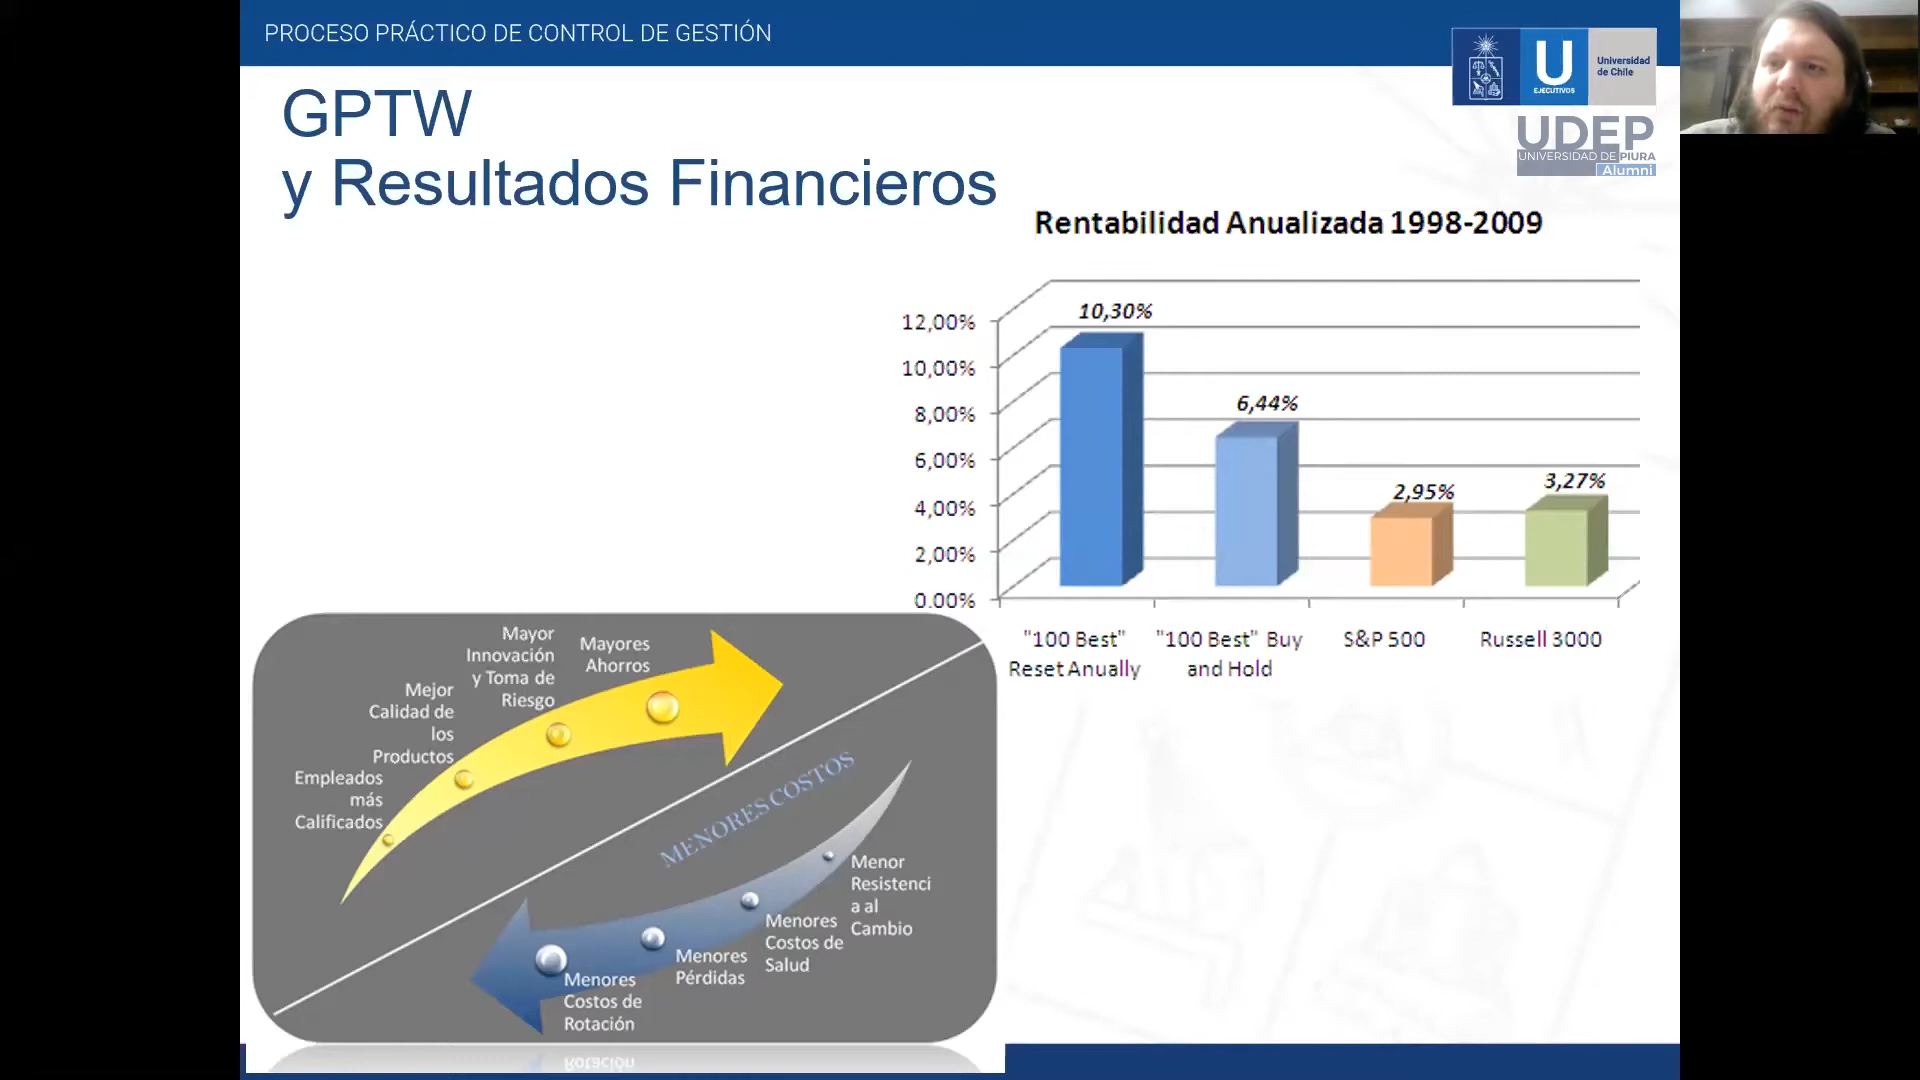 PROCESO PRÁCTICO DE CONTROL DE GESTIÓN
U
EJECUTIVOS
Universidad
de Chile
UDEP
UNIVERSIDAD DE PIURA
Alumni
GPTW
y Resultados Financieros
Rentabilidad Anualizada 1998-2009
12,00%
10,00%
8,00%
6,00%
4,00%
2,00%
0,00%
10,30%
6,44%
2,95%
3,27%
"100 Best"
Reset Anually
"100 Best" Buy
and Hold
S&P 500
Russell 3000
Mayor
Innovación
y Toma de
Riesgo
Mayores
Ahorros
Mejor
Calidad de
los
Productos
Empleados
más
Calificados
MENORES COSTOS
Menor
Resistenci
a al
Cambio
Menores
Costos de
Salud
Menores
Pérdidas
Menores
Costos de
Rotación